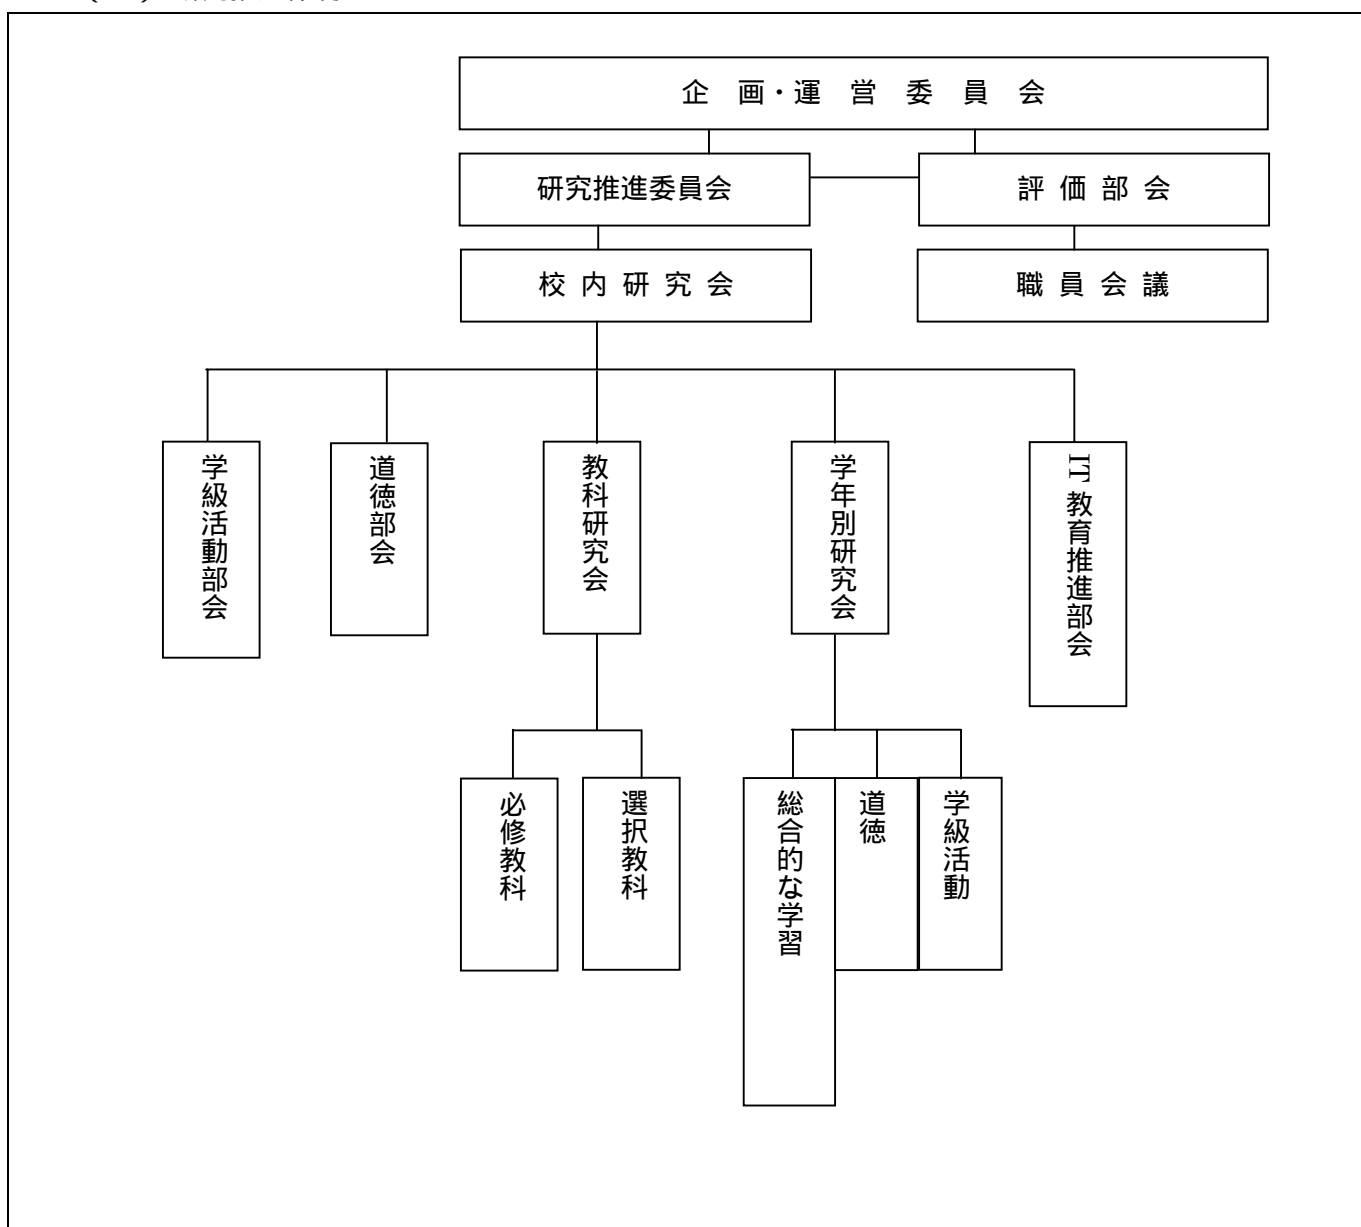 企 画・運 営 委 員 会
研究推進委員会
評 価 部 会
校 内 研 究 会
職 員 会 議
学級活動部会
道徳部会
教科研究会
学年別研究会
IT 教育推進部会
必修教科
選択教科
総合的な学習
道徳
学級活動